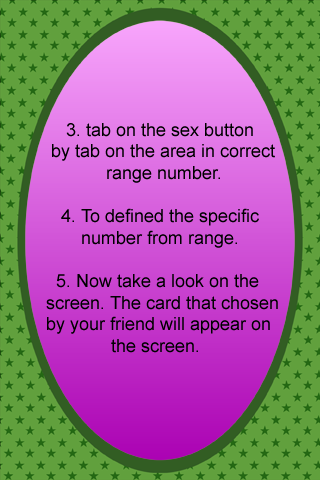 3. tab on the sex button
by tab on the area in correct
range number.
4. To defined the specific
number from range.
5. Now take a look on the
screen. The card that chosen
by your friend will appear on
the screen.